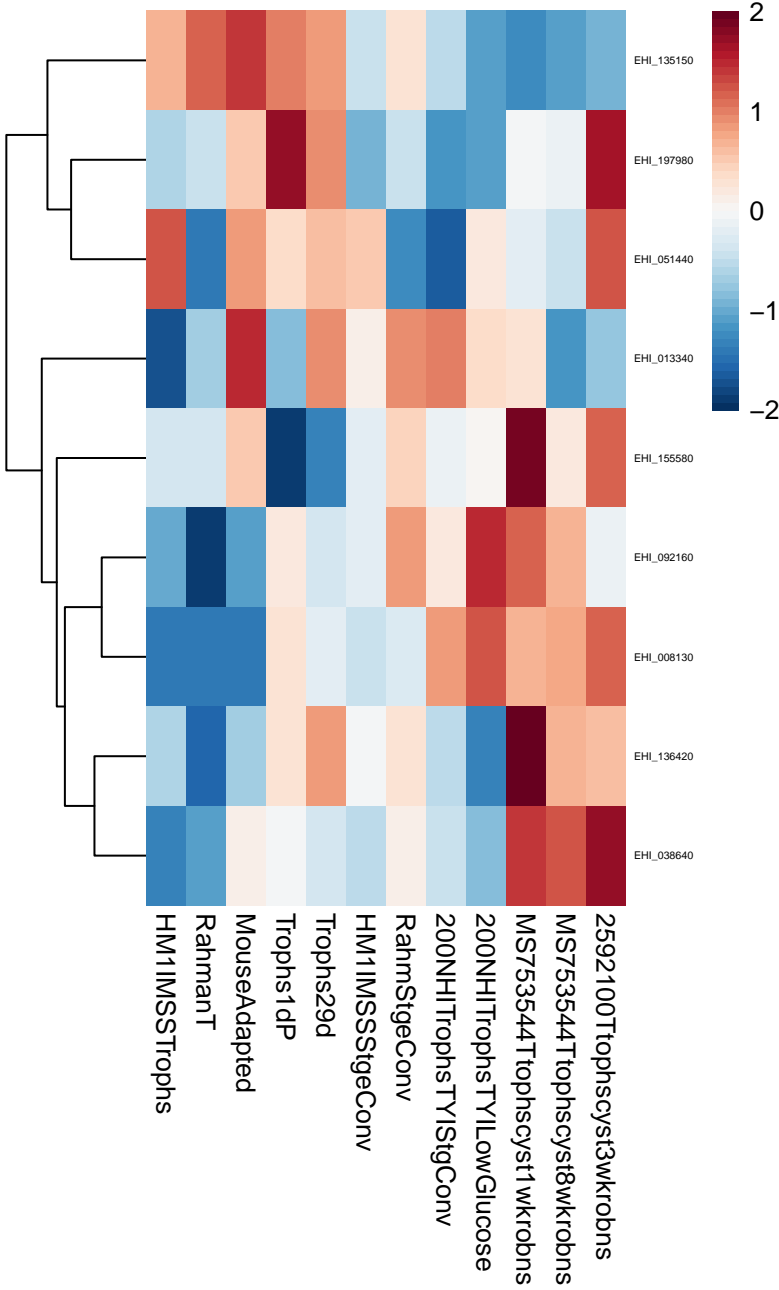 2
1
0
−1
−2
EHI_135150
EHI_197980
EHI_051440
EHI_013340
EHI_155580
EHI_092160
EHI_008130
EHI_136420
EHI_038640
HM1IMSSTrophs
RahmanT
MouseAdapted
Trophs1dP
Trophs29d
HM1IMSSStgeConv
RahmStgeConv
200NHITrophsTYIStgConv
200NHITrophsTYILowGlucose
MS753544Ttophscyst1wkrobns
MS753544Ttophscyst8wkrobns
2592100Ttophscyst3wkrobns